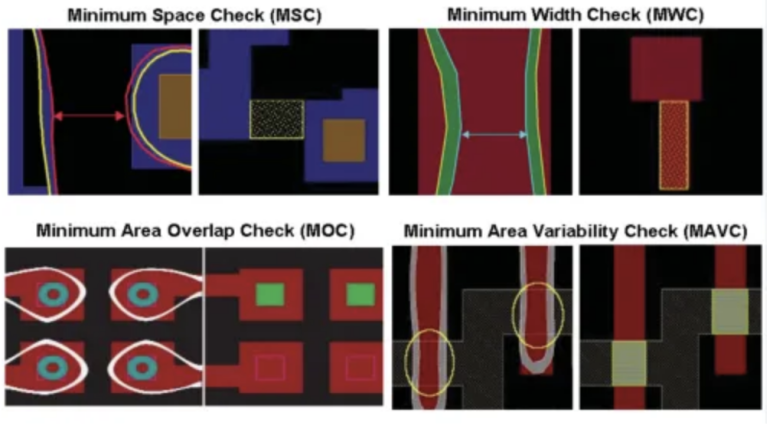 Minimum Space Check (MSC)
Minimum Width Check (MWC)
Minimum Area Overlap Check (MOC)
Minimum Area Variability Check (MAVC)